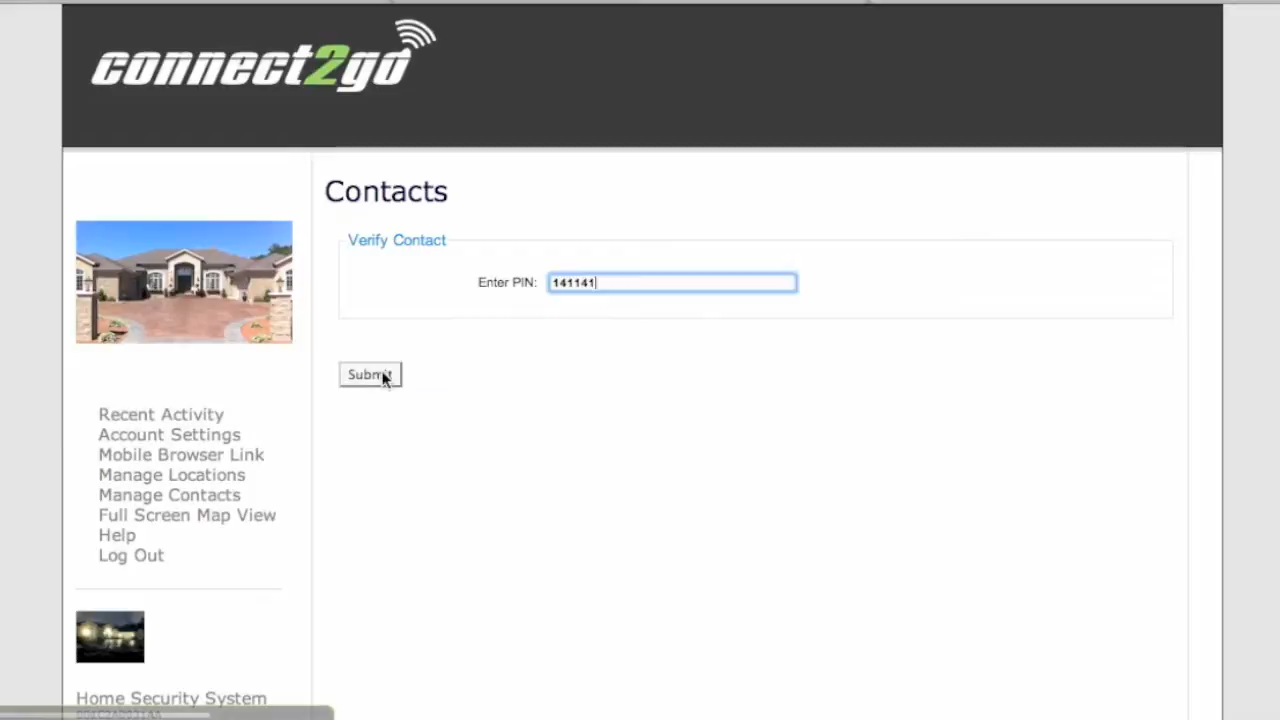 connect2go
Contacts
Verify Contact
Enter PIN: 141141
Submit
Recent Activity
Account Settings
Mobile Browser Link
Manage Locations
Manage Contacts
Full Screen Map View
Help
Log Out
Home Security System